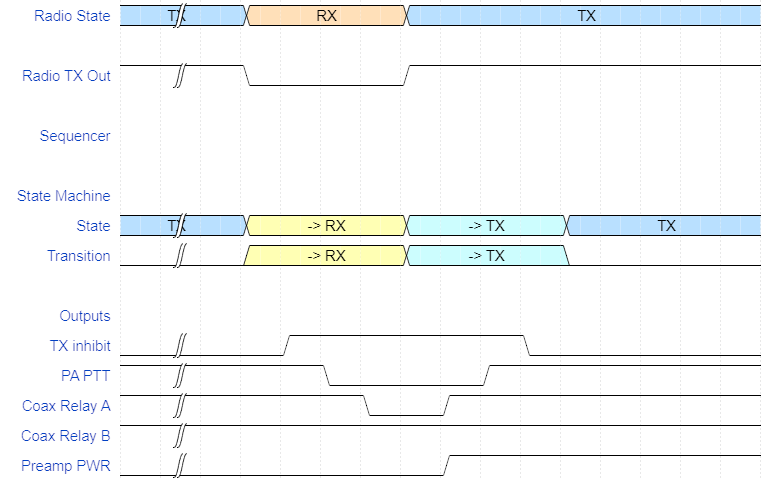 Radio State TX RX TX
Radio TX Out
Sequencer
State Machine
State TX -> RX -> TX TX
Transition -> RX -> TX
Outputs
TX inhibit
PA PTT
Coax Relay A
Coax Relay B
Preamp PWR